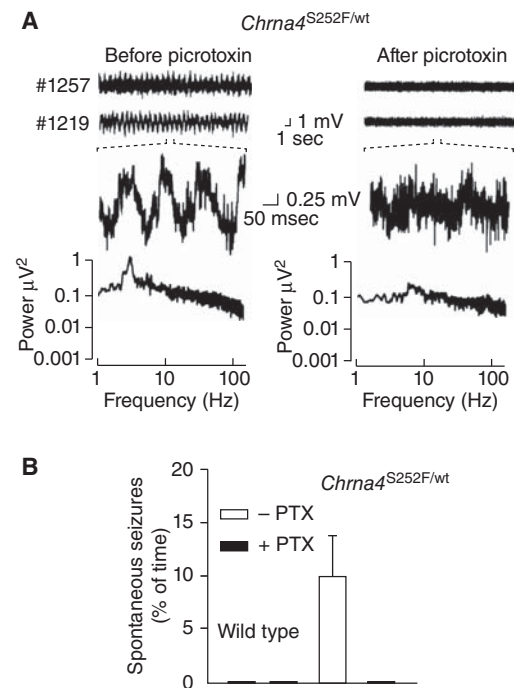 A
Chrna4S252F/wt
Before picrotoxin
After picrotoxin
#1257
#1219
1 mV
1 sec
0.25 mV
50 msec
Power μV2
1
0.1
0.01
0.001
1 10 100
Frequency (Hz)
Power μV2
1
0.1
0.01
0.001
1 10 100
Frequency (Hz)
B
Chrna4S252F/wt
Spontaneous seizures
(% of time)
20
15
10
5
0
– PTX
+ PTX
Wild type